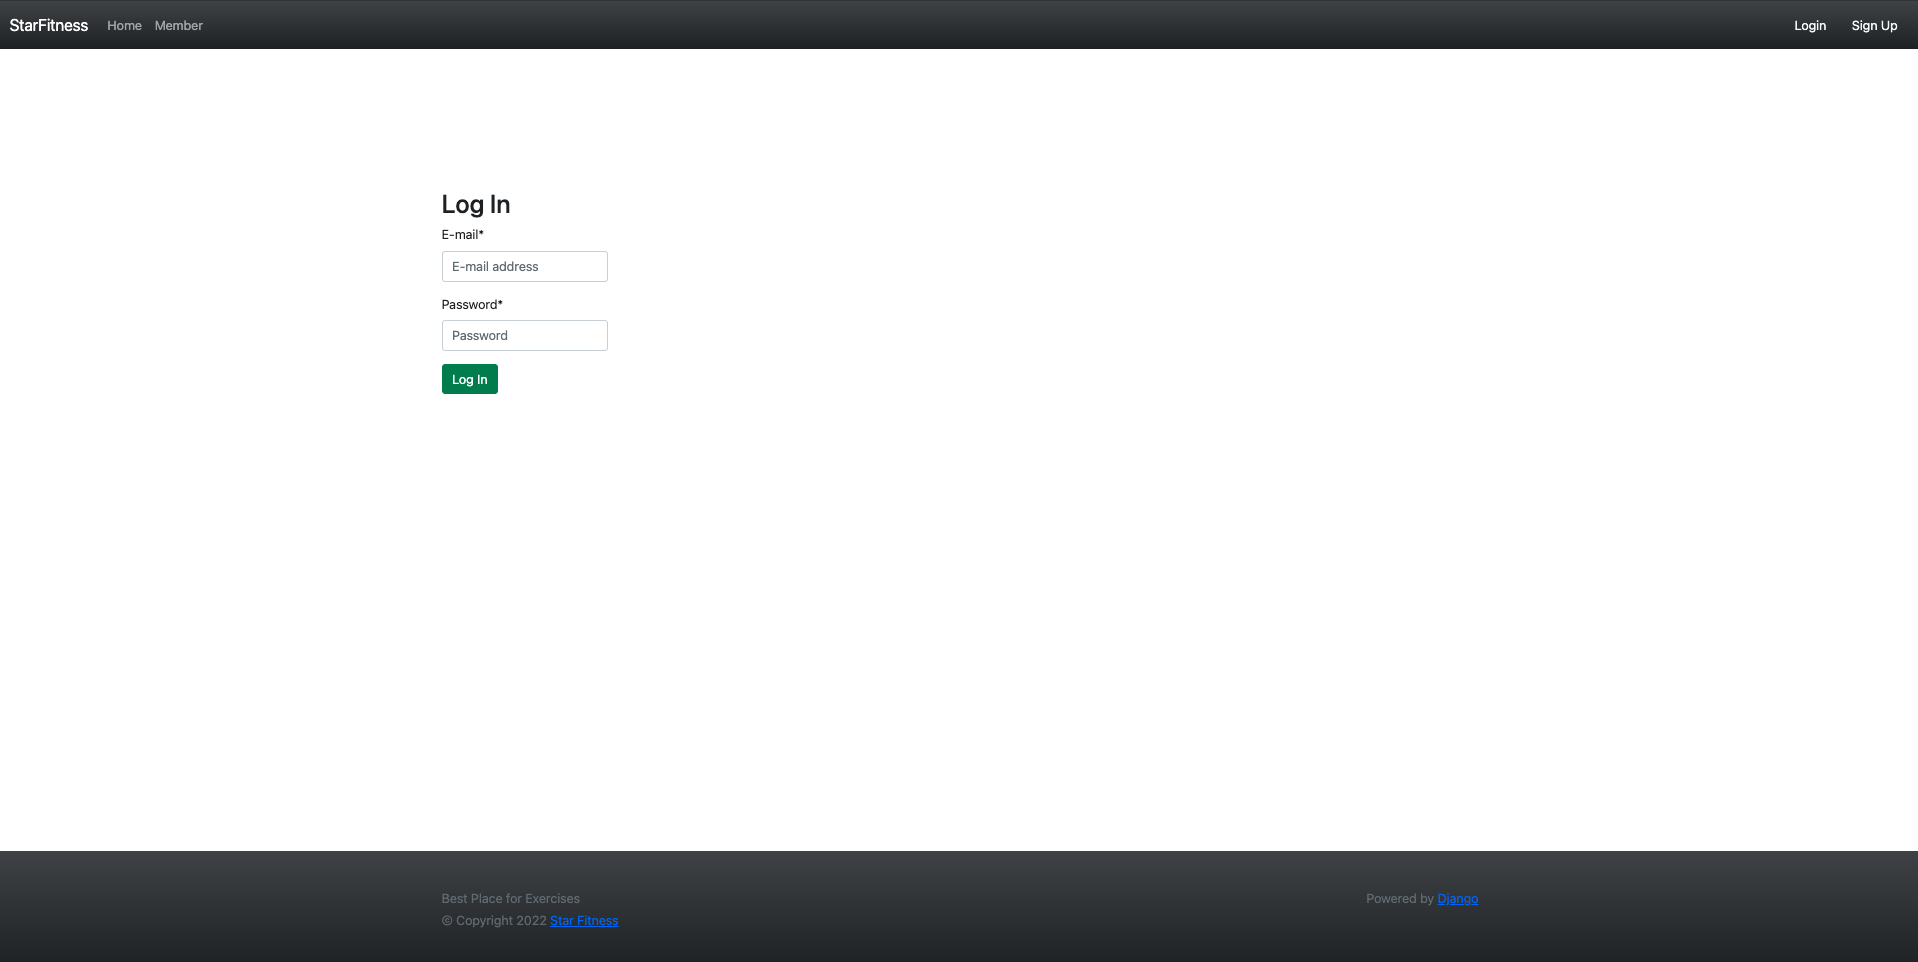 StarFitness Home Member Login Sign Up
Log In
E-mail*
E-mail address
Password*
Password
Log In
Best Place for Exercises
© Copyright 2022 Star Fitness
Powered by Django